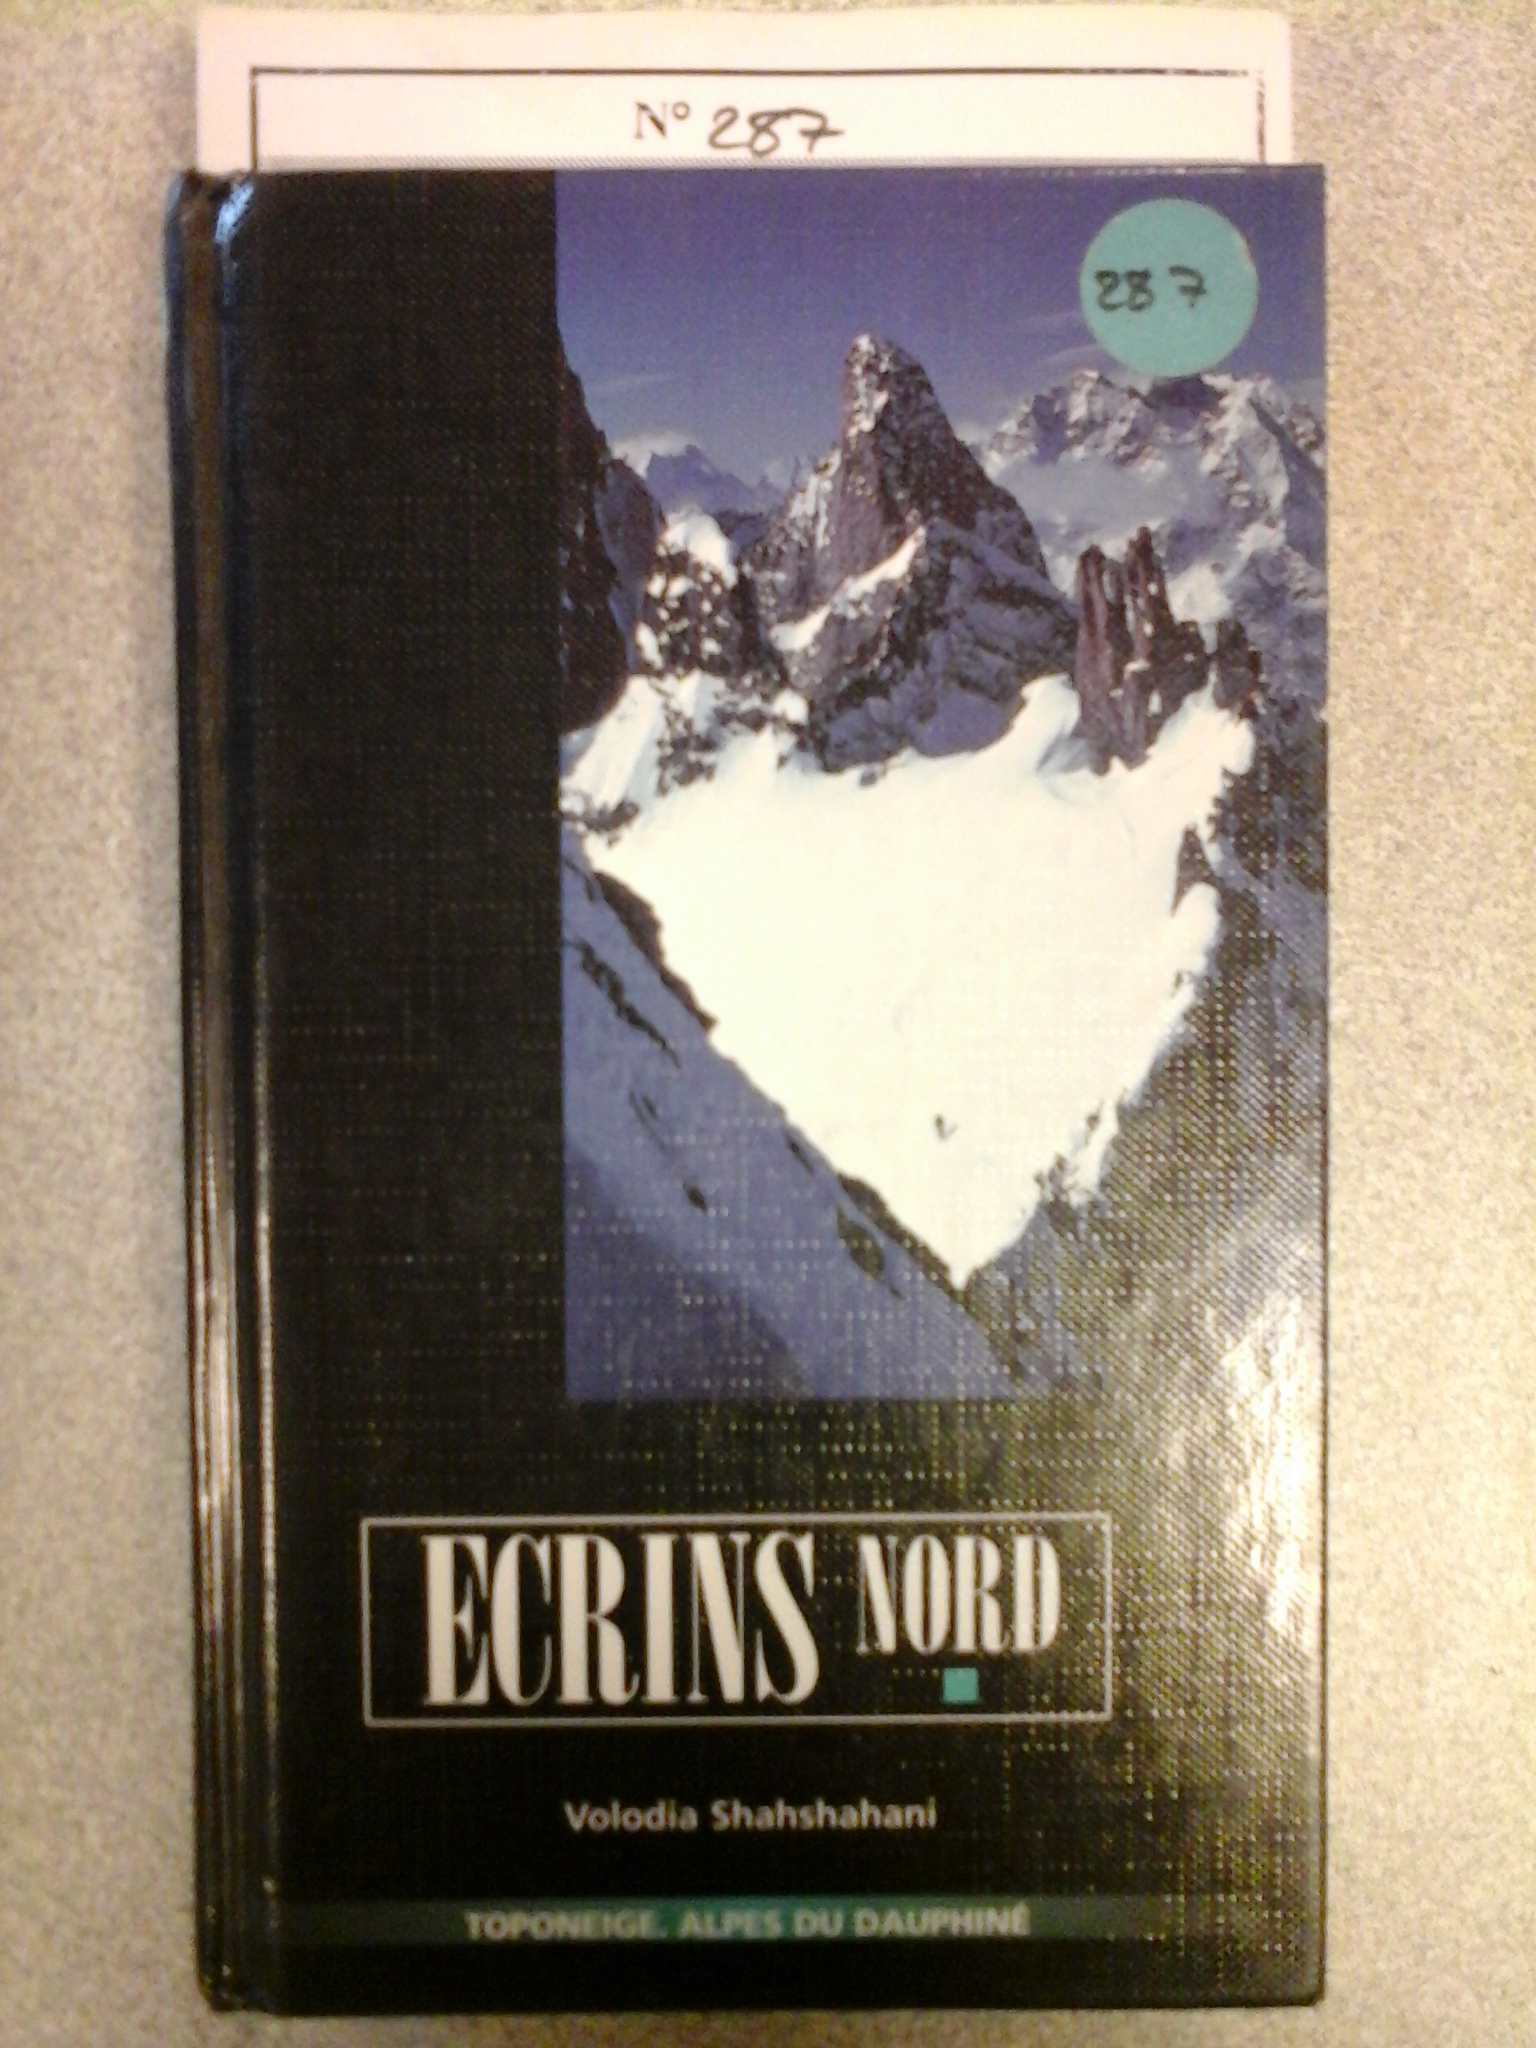 N° 287
287
ECRINS NORD
Volodia Shahshahani
TOPONEIGE. ALPES DU DAUPHINÉ